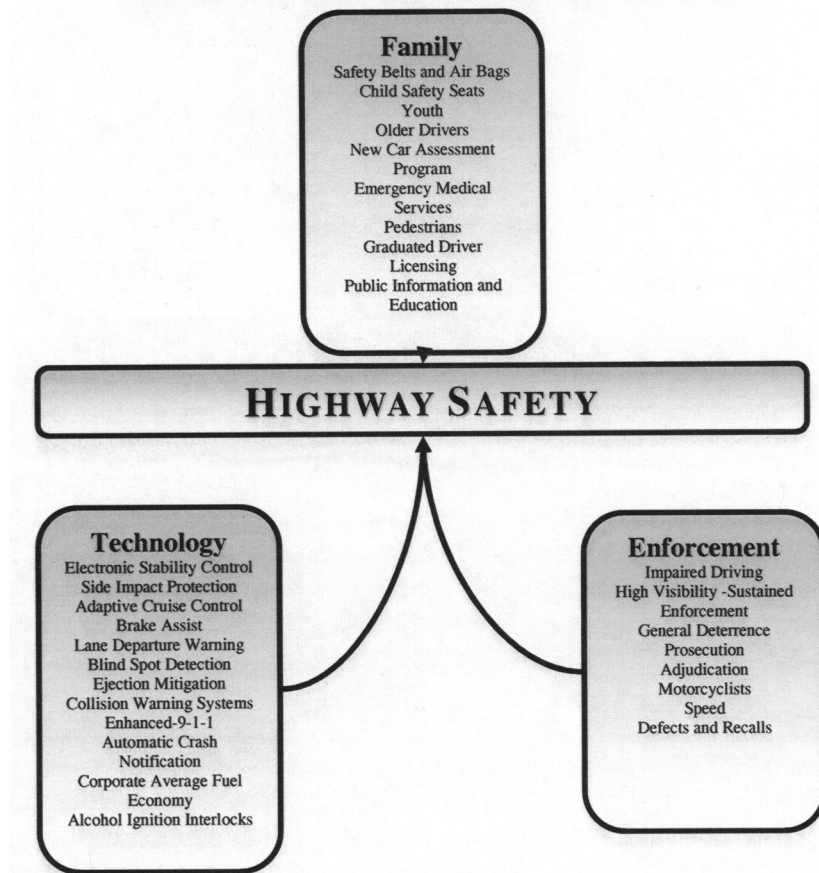 Family
Safety Belts and Air Bags
Child Safety Seats
Youth
Older Drivers
New Car Assessment
Program
Emergency Medical
Services
Pedestrians
Graduated Driver
Licensing
Public Information and
Education
HIGHWAY SAFETY
Technology
Electronic Stability Control
Side Impact Protection
Adaptive Cruise Control
Brake Assist
Lane Departure Warning
Blind Spot Detection
Ejection Mitigation
Collision Warning Systems
Enhanced-9-1-1
Automatic Crash
Notification
Corporate Average Fuel
Economy
Alcohol Ignition Interlocks
Enforcement
Impaired Driving
High Visibility -Sustained
Enforcement
General Deterrence
Prosecution
Adjudication
Motorcyclists
Speed
Defects and Recalls